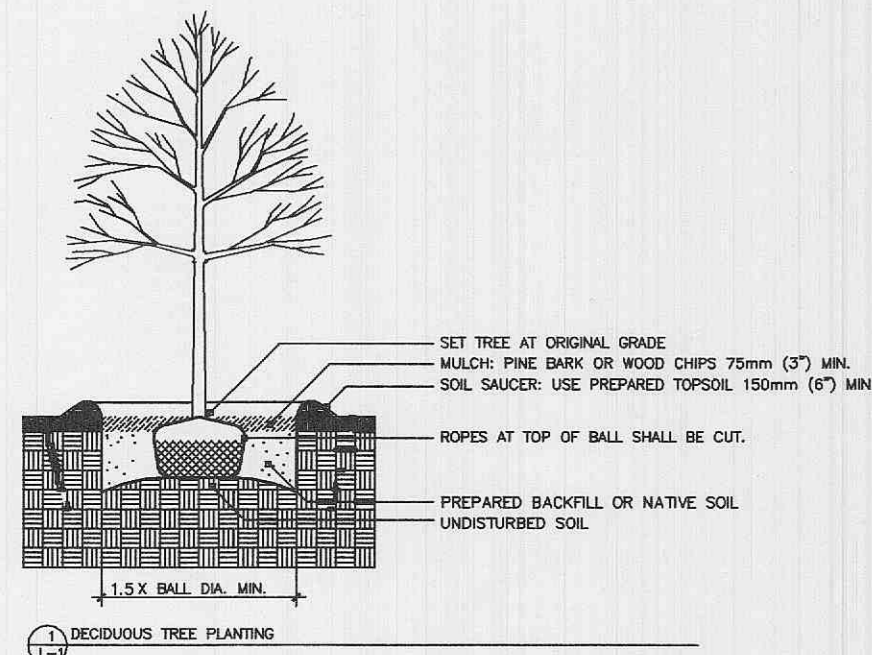 SET TREE AT ORIGINAL GRADE
MULCH: PINE BARK OR WOOD CHIPS 75mm (3") MIN.
SOIL SAUCER: USE PREPARED TOPSOIL 150mm (6") MIN
ROPES AT TOP OF BALL SHALL BE CUT.
PREPARED BACKFILL OR NATIVE SOIL
UNDISTURBED SOIL
1.5 X BALL DIA. MIN.
1 DECIDUOUS TREE PLANTING
L-1